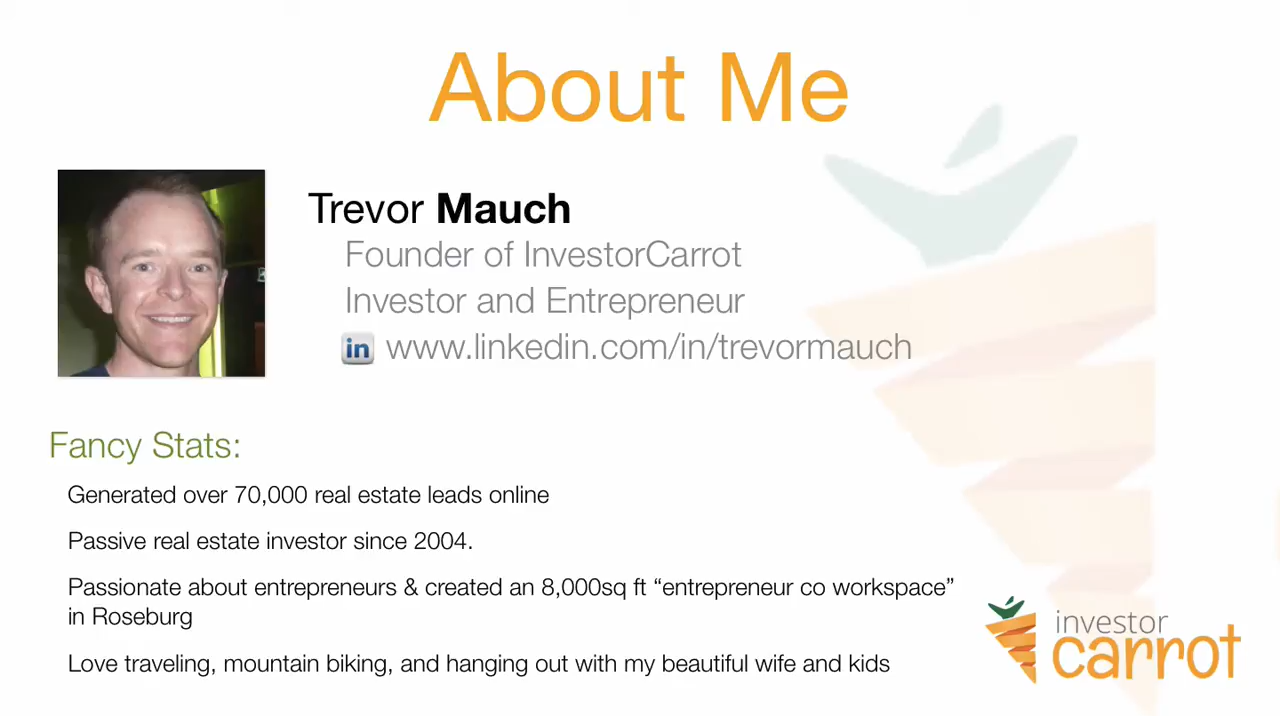 About Me
Trevor Mauch
Founder of InvestorCarrot
Investor and Entrepreneur
in www.linkedin.com/in/trevormauch
Fancy Stats:
Generated over 70,000 real estate leads online
Passive real estate investor since 2004.
Passionate about entrepreneurs & created an 8,000sq ft “entrepreneur co workspace”
in Roseburg
Love traveling, mountain biking, and hanging out with my beautiful wife and kids
investor
carrot